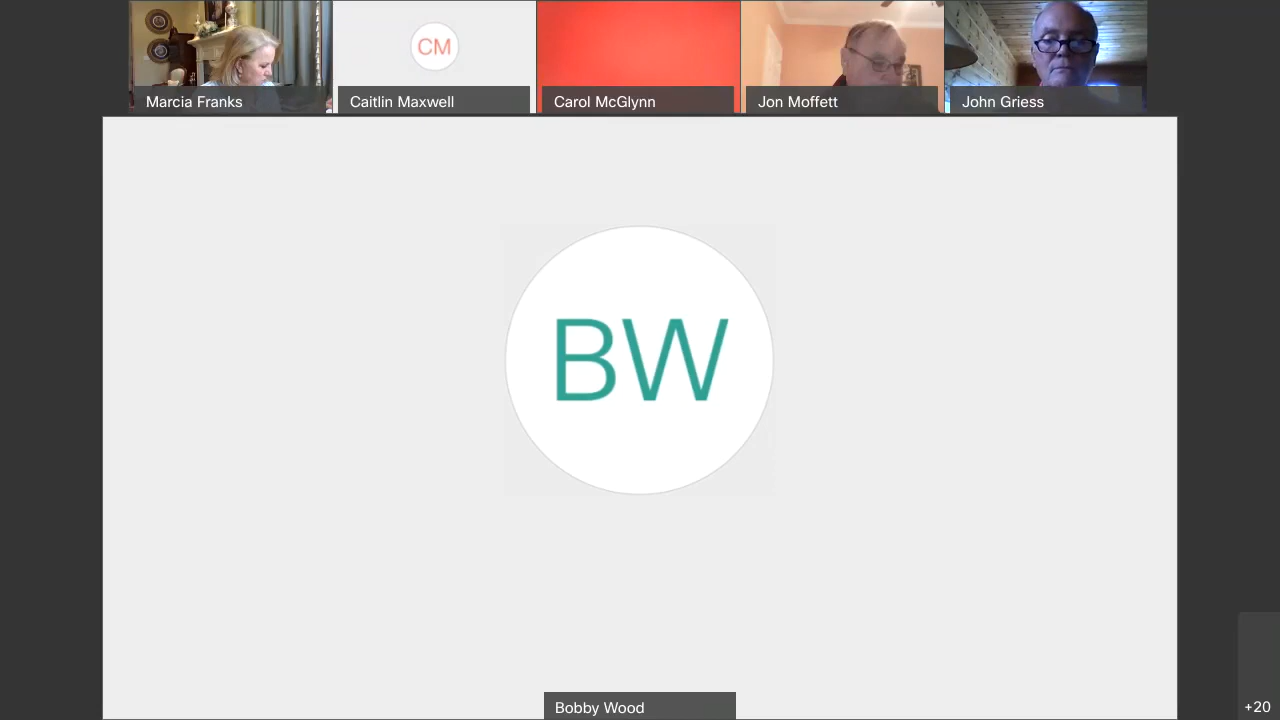 CM
Marcia Franks
Caitlin Maxwell
Carol McGlynn
Jon Moffett
John Griess
BW
Bobby Wood
+20